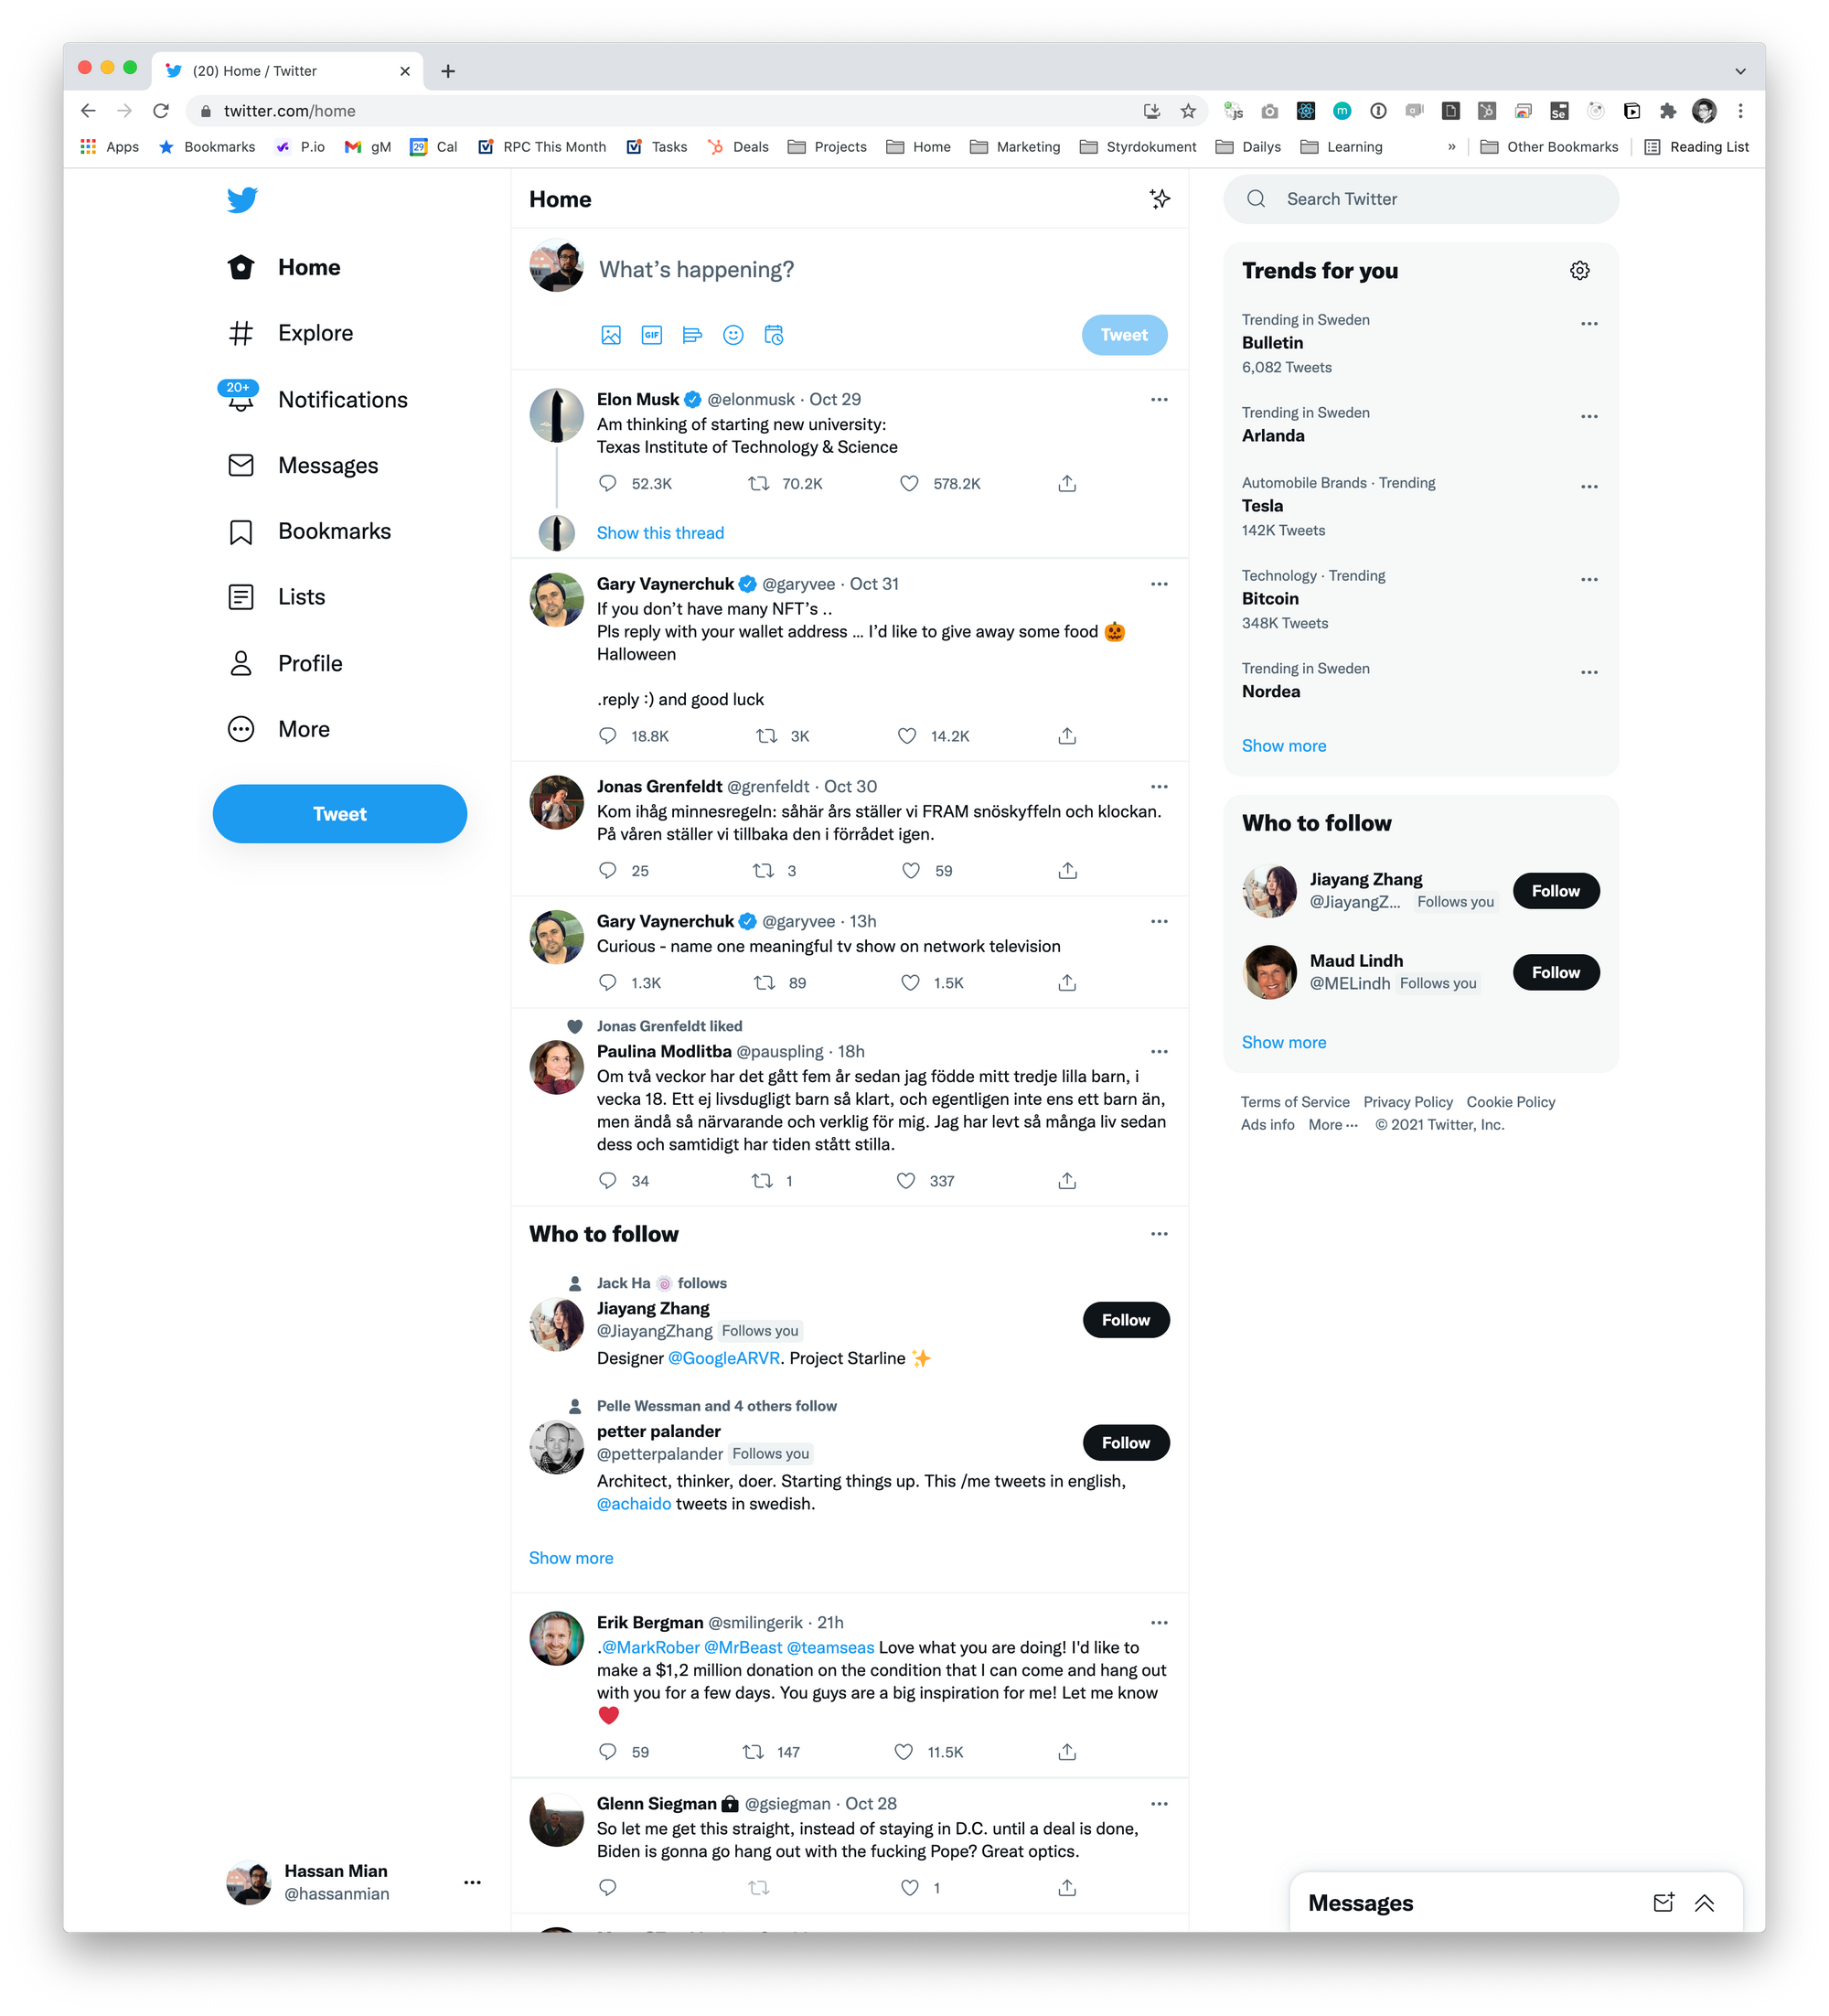 (20) Home / Twitter
twitter.com/home
Apps Bookmarks P.io gM Cal RPC This Month Tasks Deals Projects Home Marketing Styrdokument Dailys Learning » Other Bookmarks Reading List
Home
Explore
20+
Notifications
Messages
Bookmarks
Lists
Profile
More
Tweet
Hassan Mian
@hassanmian
Home
What's happening?
GIF
Tweet
Elon Musk @elonmusk · Oct 29
Am thinking of starting new university:
Texas Institute of Technology & Science
52.3K 70.2K 578.2K
Show this thread
Gary Vaynerchuk @garyvee · Oct 31
If you don't have many NFT's ..
Pls reply with your wallet address … I'd like to give away some food 🎃
Halloween
.reply :) and good luck
18.8K 3K 14.2K
Jonas Grenfeldt @grenfeldt · Oct 30
Kom ihåg minnesregeln: såhär års ställer vi FRAM snöskyffeln och klockan.
På våren ställer vi tillbaka den i förrådet igen.
25 3 59
Gary Vaynerchuk @garyvee · 13h
Curious - name one meaningful tv show on network television
1.3K 89 1.5K
Jonas Grenfeldt liked
Paulina Modlitba @pauspling · 18h
Om två veckor har det gått fem år sedan jag födde mitt tredje lilla barn, i
vecka 18. Ett ej livsdugligt barn så klart, och egentligen inte ens ett barn än,
men ändå så närvarande och verklig för mig. Jag har levt så många liv sedan
dess och samtidigt har tiden stått stilla.
34 1 337
Who to follow
Jack Ha 🍥 follows
Jiayang Zhang
@JiayangZhang Follows you
Follow
Designer @GoogleARVR. Project Starline ✨
Pelle Wessman and 4 others follow
petter palander
@petterpalander Follows you
Follow
Architect, thinker, doer. Starting things up. This /me tweets in english,
@achaido tweets in swedish.
Show more
Erik Bergman @smilingerik · 21h
.@MarkRober @MrBeast @teamseas Love what you are doing! I'd like to
make a $1,2 million donation on the condition that I can come and hang out
with you for a few days. You guys are a big inspiration for me! Let me know
❤️
59 147 11.5K
Glenn Siegman @gsiegman · Oct 28
So let me get this straight, instead of staying in D.C. until a deal is done,
Biden is gonna go hang out with the fucking Pope? Great optics.
1
Search Twitter
Trends for you
Trending in Sweden
Bulletin
6,082 Tweets
Trending in Sweden
Arlanda
Automobile Brands · Trending
Tesla
142K Tweets
Technology · Trending
Bitcoin
348K Tweets
Trending in Sweden
Nordea
Show more
Who to follow
Jiayang Zhang
@JiayangZ... Follows you
Follow
Maud Lindh
@MELindh Follows you
Follow
Show more
Terms of Service Privacy Policy Cookie Policy
Ads info More ··· © 2021 Twitter, Inc.
Messages